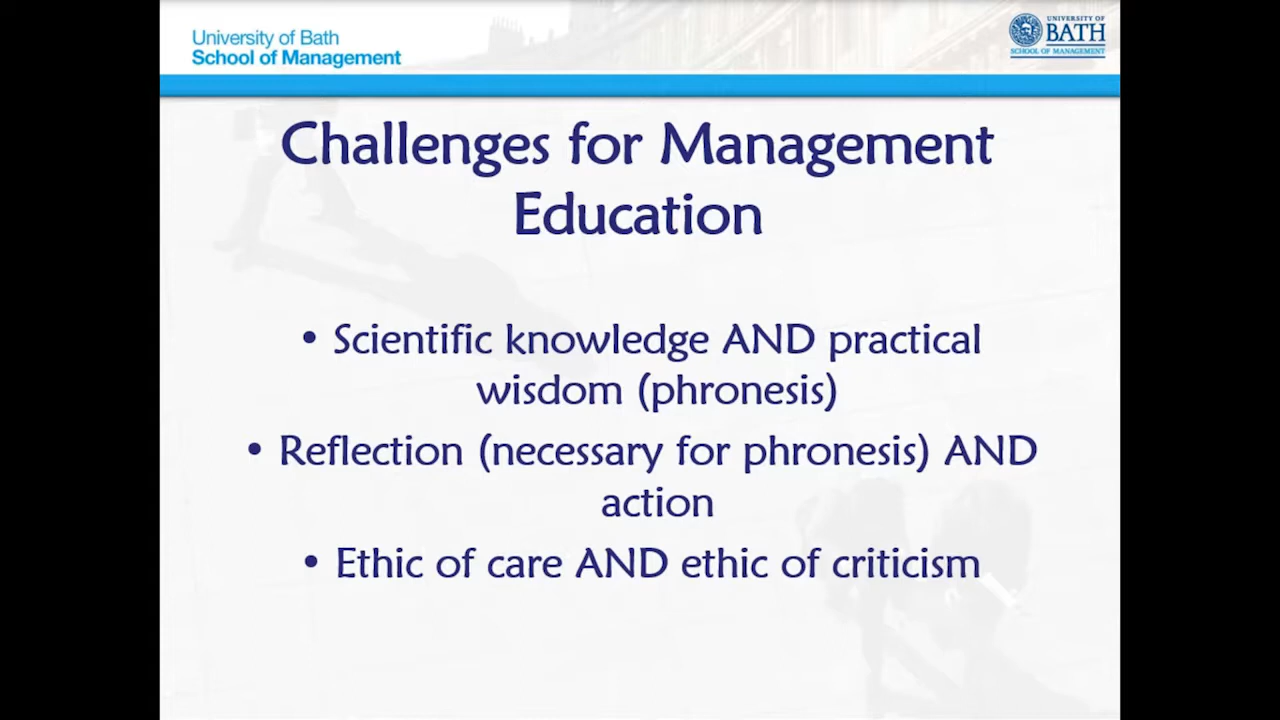 University of Bath
School of Management
UNIVERSITY OF
BATH
SCHOOL OF MANAGEMENT
Challenges for Management
Education
• Scientific knowledge AND practical
wisdom (phronesis)
• Reflection (necessary for phronesis) AND
action
• Ethic of care AND ethic of criticism